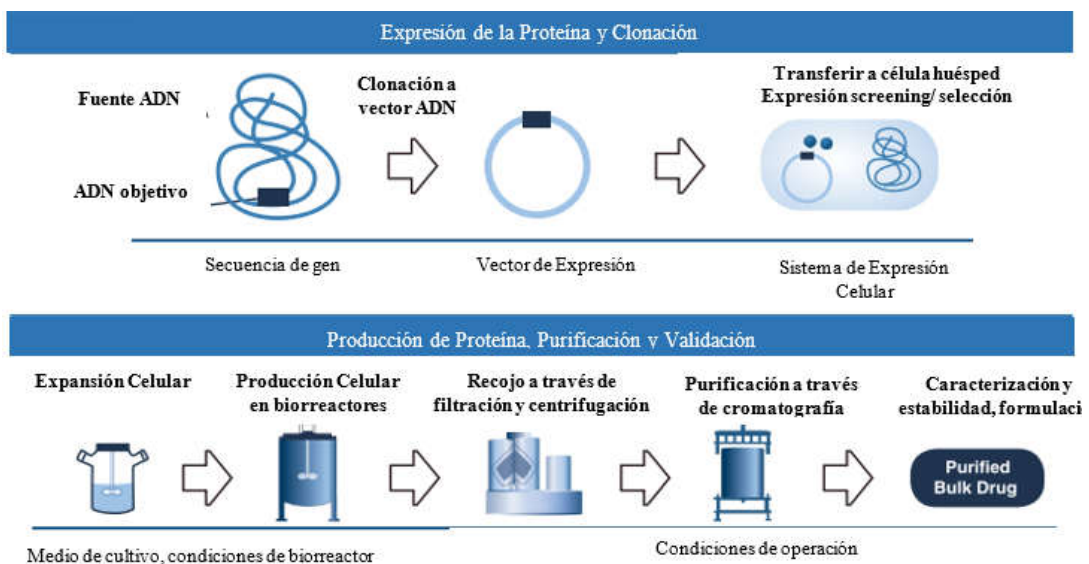 Expresión de la Proteína y Clonación
Fuente ADN
ADN objetivo
Clonación a
vector ADN
Transferir a célula huésped
Expresión screening/ selección
Secuencia de gen
Vector de Expresión
Sistema de Expresión
Celular
Producción de Proteína, Purificación y Validación
Expansión Celular
Producción Celular
en biorreactores
Recojo a través de
filtración y centrifugación
Purificación a través
de cromatografía
Caracterización y
estabilidad, formulaci
Purified
Bulk Drug
Medio de cultivo, condiciones de biorreactor
Condiciones de operación